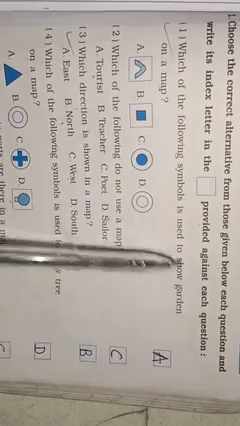 1. Choose the correct alternative from those given below each question and
write its index letter in the provided against each question :
(1) Which of the following symbols is used to show garden
on a map? A
A. B. C. D.
(2) Which of the following do not use a map
A. Tourist B. Teacher C. Poet D. Sailor C
(3) Which direction is shown in a map?
A. East B. North C. West D. South B
(4) Which of the following symbols is used to tree
on a map? D
A. B. C. D.
are there in a